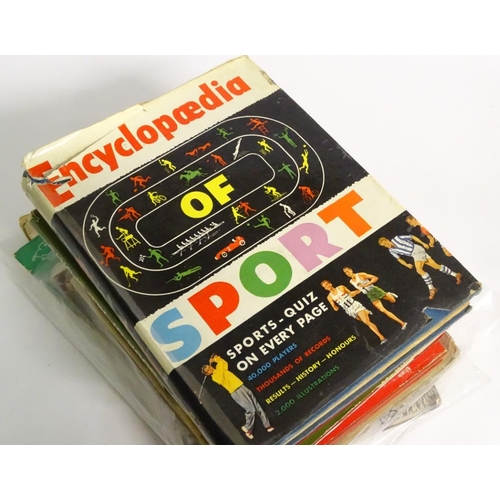 Encyclopædia
OF
SPORT
SPORTS-QUIZ
ON EVERY PAGE
40,000 PLAYERS
THOUSANDS OF RECORDS
RESULTS — HISTORY — HONOURS
2,000 ILLUSTRATIONS